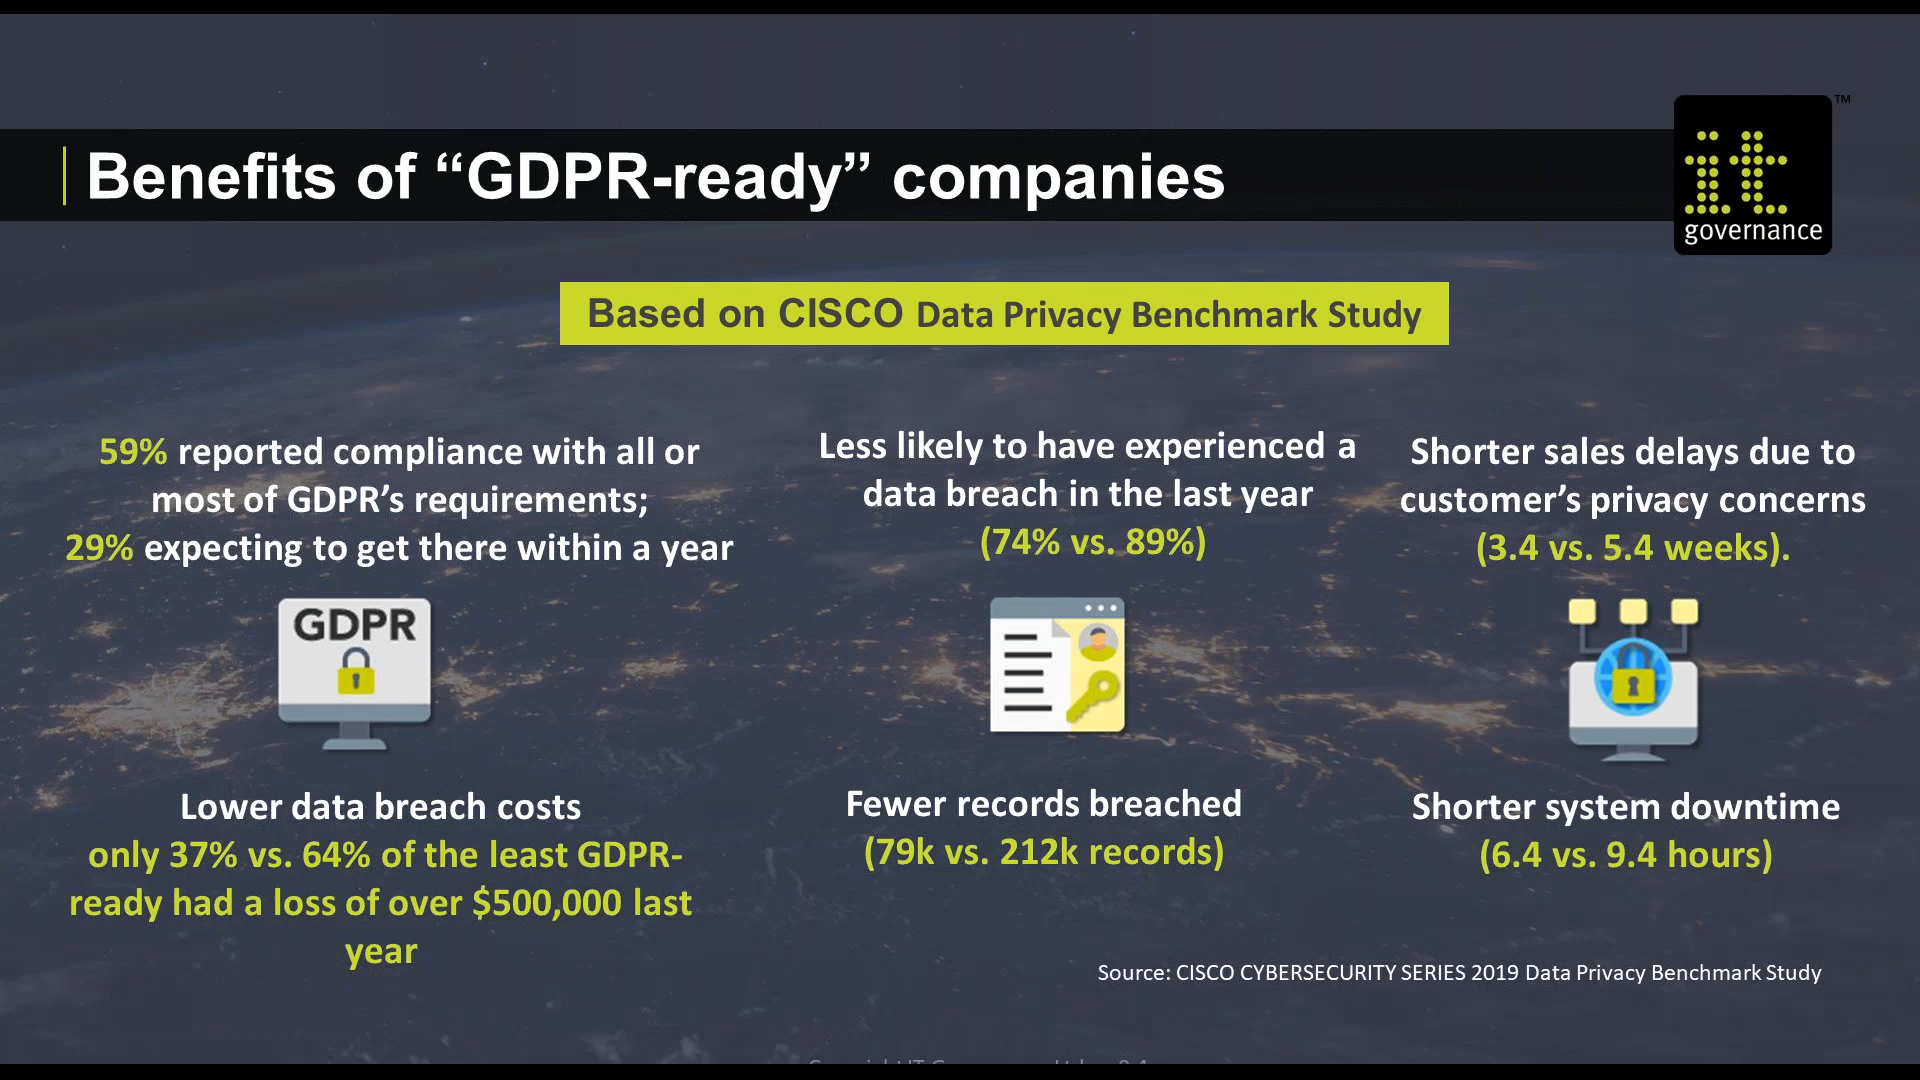 Benefits of “GDPR-ready” companies
it
governance
TM
Based on CISCO Data Privacy Benchmark Study
59% reported compliance with all or
most of GDPR’s requirements;
29% expecting to get there within a year
Less likely to have experienced a
data breach in the last year
(74% vs. 89%)
Shorter sales delays due to
customer’s privacy concerns
(3.4 vs. 5.4 weeks).
GDPR
Lower data breach costs
only 37% vs. 64% of the least GDPR-
ready had a loss of over $500,000 last
year
Fewer records breached
(79k vs. 212k records)
Shorter system downtime
(6.4 vs. 9.4 hours)
Source: CISCO CYBERSECURITY SERIES 2019 Data Privacy Benchmark Study